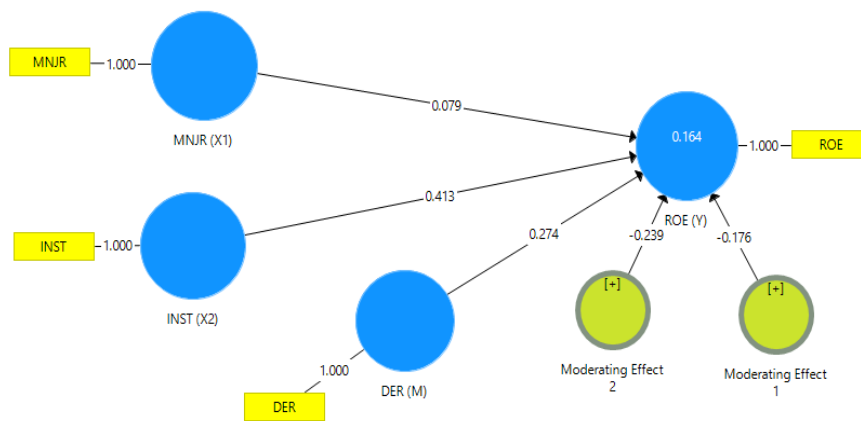 MNJR
1.000
MNJR (X1)
0.079
0.164
1.000
ROE
ROE (Y)
INST
1.000
INST (X2)
0.413
0.274
-0.239
-0.176
DER
1.000
DER (M)
[+]
Moderating Effect
2
[+]
Moderating Effect
1